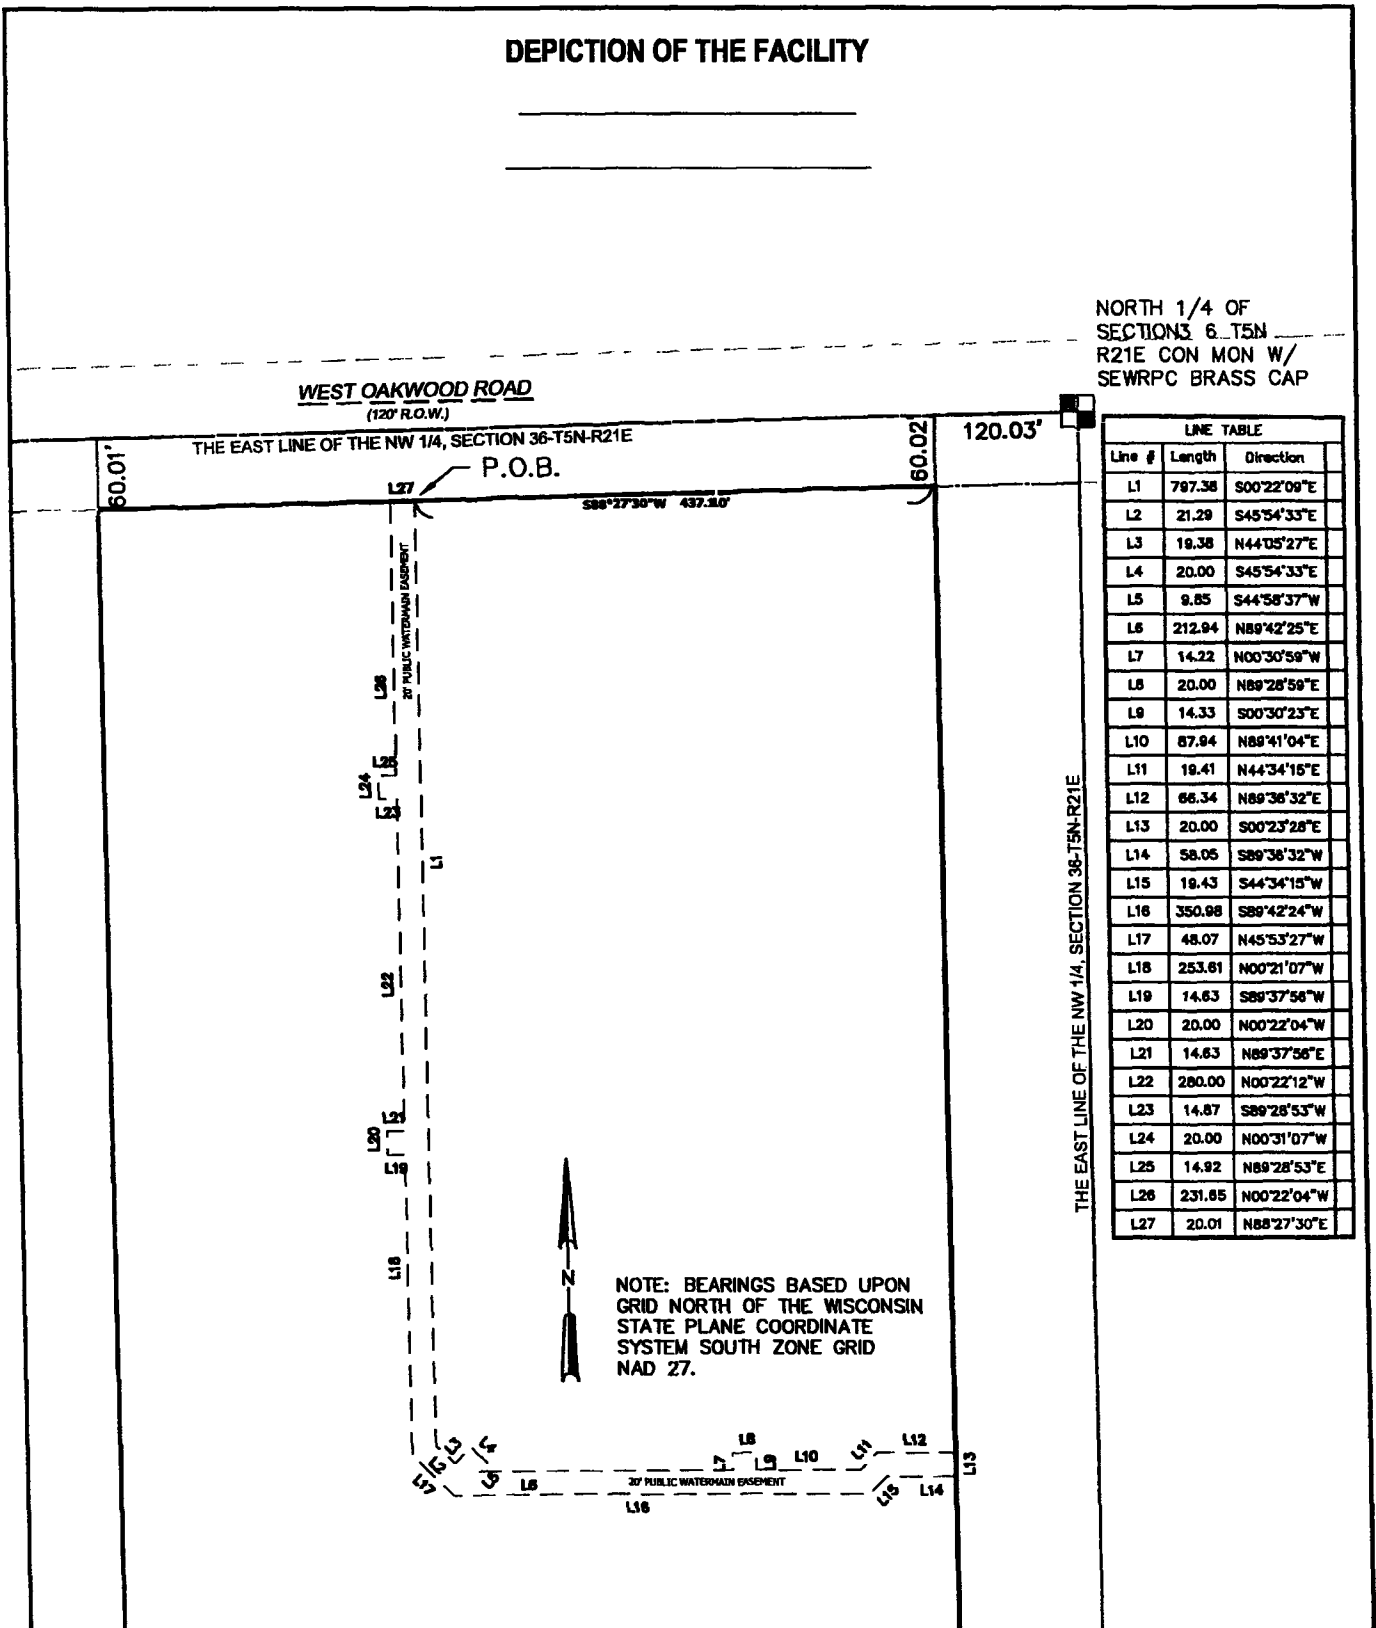 DEPICTION OF THE FACILITY
NORTH 1/4 OF
SECTION3 6 T5N
R21E CON MON W/
SEWRPC BRASS CAP
WEST OAKWOOD ROAD
(120' R.O.W.)
THE EAST LINE OF THE NW 1/4, SECTION 36-T5N-R21E
60.01'
60.02'
120.03'
P.O.B.
L27
S88°27'30"W 437.
20' PUBLIC WATERMAIN EASEMENT
L26
L25
L24
L23
L1
L22
L21
L20
L19
L18
THE EAST LINE OF THE NW 1/4, SECTION 36-T5N-R21E
N
NOTE: BEARINGS BASED UPON
GRID NORTH OF THE WISCONSIN
STATE PLANE COORDINATE
SYSTEM SOUTH ZONE GRID
NAD 27.
L3
L4
L2
L5
L17
L6
L7
L8
L9
L10
L11
L12
L13
20' PUBLIC WATERMAIN EASEMENT
L16
L15
L14
LINE TABLE
Line # Length Direction
L1 797.38 S00°22'09"E
L2 21.29 S45°54'33"E
L3 19.38 N44°05'27"E
L4 20.00 S45°54'33"E
L5 9.85 S44°58'37"W
L6 212.94 N89°42'25"E
L7 14.22 N00°30'59"W
L8 20.00 N89°28'59"E
L9 14.33 S00°30'23"E
L10 87.94 N89°41'04"E
L11 19.41 N44°34'15"E
L12 66.34 N89°36'32"E
L13 20.00 S00°23'28"E
L14 58.05 S89°36'32"W
L15 19.43 S44°34'15"W
L16 350.98 S89°42'24"W
L17 48.07 N45°53'27"W
L18 253.61 N00°21'07"W
L19 14.63 S89°37'56"W
L20 20.00 N00°22'04"W
L21 14.63 N89°37'56"E
L22 280.00 N00°22'12"W
L23 14.87 S89°28'53"W
L24 20.00 N00°31'07"W
L25 14.92 N89°28'53"E
L26 231.65 N00°22'04"W
L27 20.01 N88°27'30"E